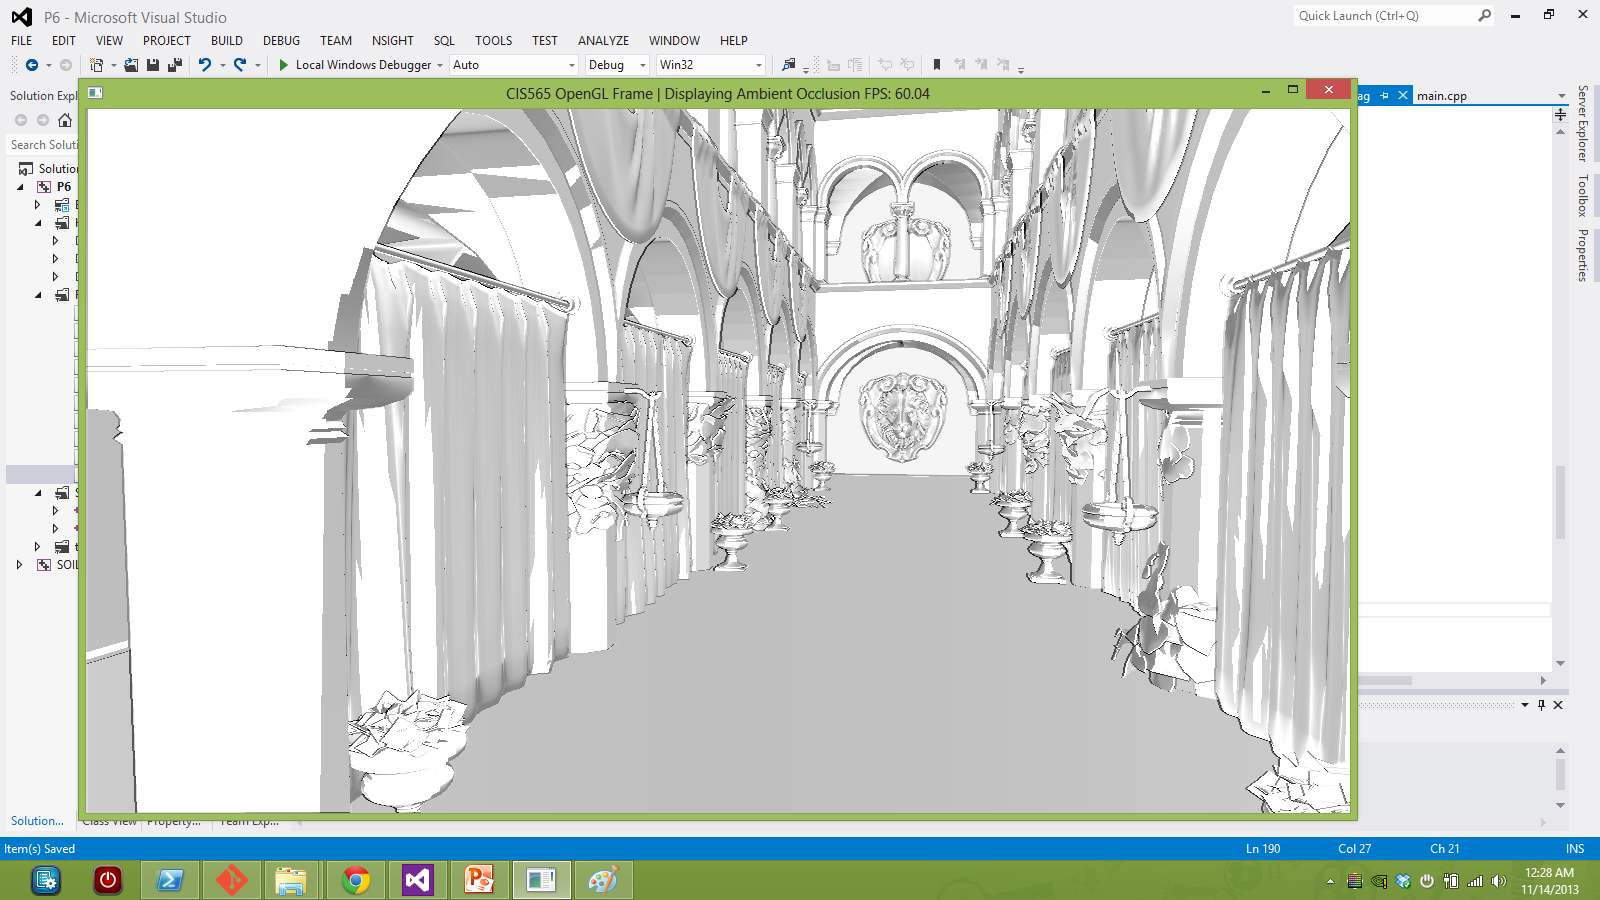 P6 - Microsoft Visual Studio
Quick Launch (Ctrl+Q)
FILE EDIT VIEW PROJECT BUILD DEBUG TEAM NSIGHT SQL TOOLS TEST ANALYZE WINDOW HELP
Local Windows Debugger Auto Debug Win32
CIS565 OpenGL Frame | Displaying Ambient Occlusion FPS: 60.04
Solution Expl
ag main.cpp
Search Soluti
Solution
P6
SOIL
Server Explorer
Toolbox
Properties
Solution... Class View Property... Team Exp...
Item(s) Saved Ln 190 Col 27 Ch 21 INS
12:28 AM
11/14/2013